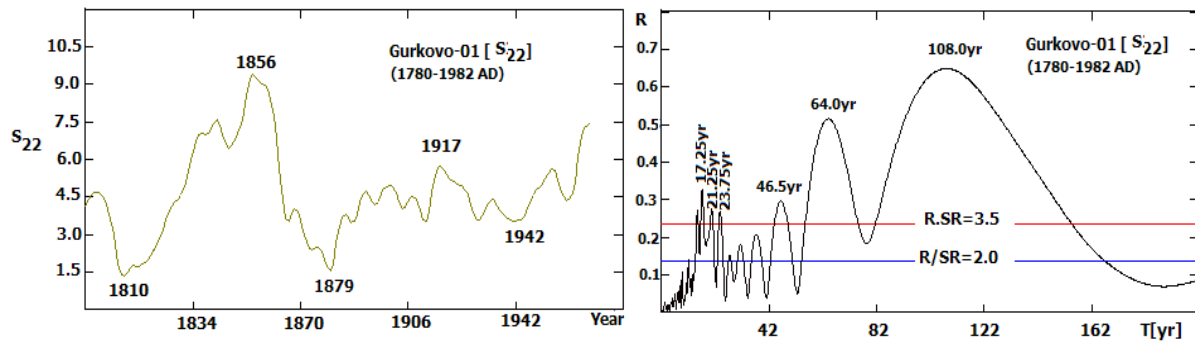 10.5
9.0
7.5
6.0
4.5
3.0
1.5
S22
1856
Gurkovo-01 [ S22]
(1780-1982 AD)
1917
1810
1879
1942
1834
1870
1906
1942
Year
R
0.7
0.6
0.5
0.4
0.3
0.2
0.1
108.0yr
Gurkovo-01 [ S22]
(1780-1982 AD)
64.0yr
17.25yr
21.25yr
23.75yr
46.5yr
R.SR=3.5
R/SR=2.0
42
82
122
162
T[yr]